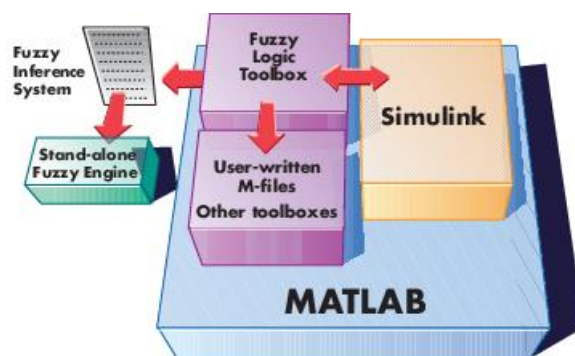 Fuzzy
Inference
System
Fuzzy
Logic
Toolbox
Simulink
Stand-alone
Fuzzy Engine
User-written
M-files
Other toolboxes
MATLAB